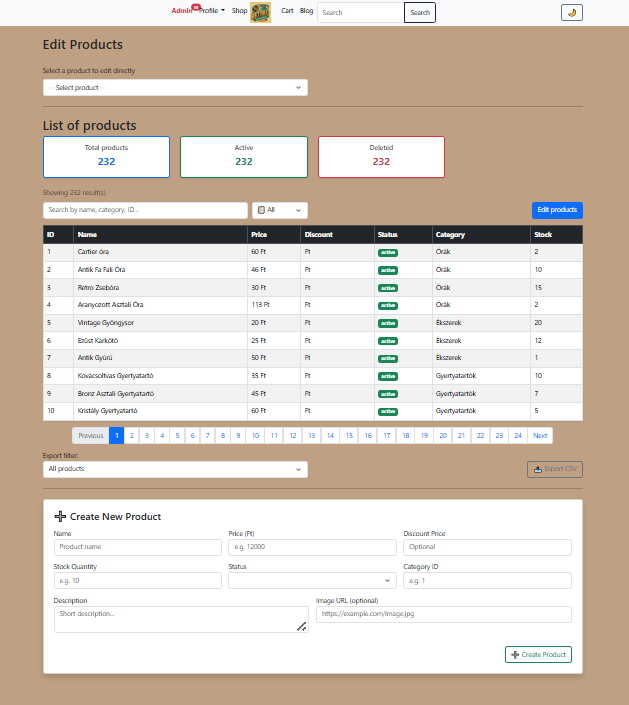 Admin Profile Shop Cart Blog Search Search
Edit Products
Select a product to edit directly
-- Select product --
List of products
Total products Active Deleted
232 232 232
Showing 232 result(s)
Search by name, category, ID... All Edit products
ID Name Price Discount Status Category Stock
1 Cartier óra 60 Ft Ft active Órák 2
2 Antik Fa Fali Óra 46 Ft Ft active Órák 10
3 Retro Zsebóra 30 Ft Ft active Órák 15
4 Aranyozott Asztali Óra 113 Ft Ft active Órák 2
5 Vintage Gyöngysor 20 Ft Ft active Ékszerek 20
6 Ezüst Karkötő 25 Ft Ft active Ékszerek 12
7 Antik Gyűrű 50 Ft Ft active Ékszerek 1
8 Kovácsoltvas Gyertyatartó 35 Ft Ft active Gyertyatartók 10
9 Bronz Asztali Gyertyatartó 45 Ft Ft active Gyertyatartók 7
10 Kristály Gyertyatartó 60 Ft Ft active Gyertyatartók 5
Previous 1 2 3 4 5 6 7 8 9 10 11 12 13 14 15 16 17 18 19 20 21 22 23 24 Next
Export filter:
All products Export CSV
Create New Product
Name Price (Ft) Discount Price
Product name e.g. 12000 Optional
Stock Quantity Status Category ID
e.g. 10 e.g. 1
Description Image URL (optional)
Short description... https://example.com/image.jpg
Create Product